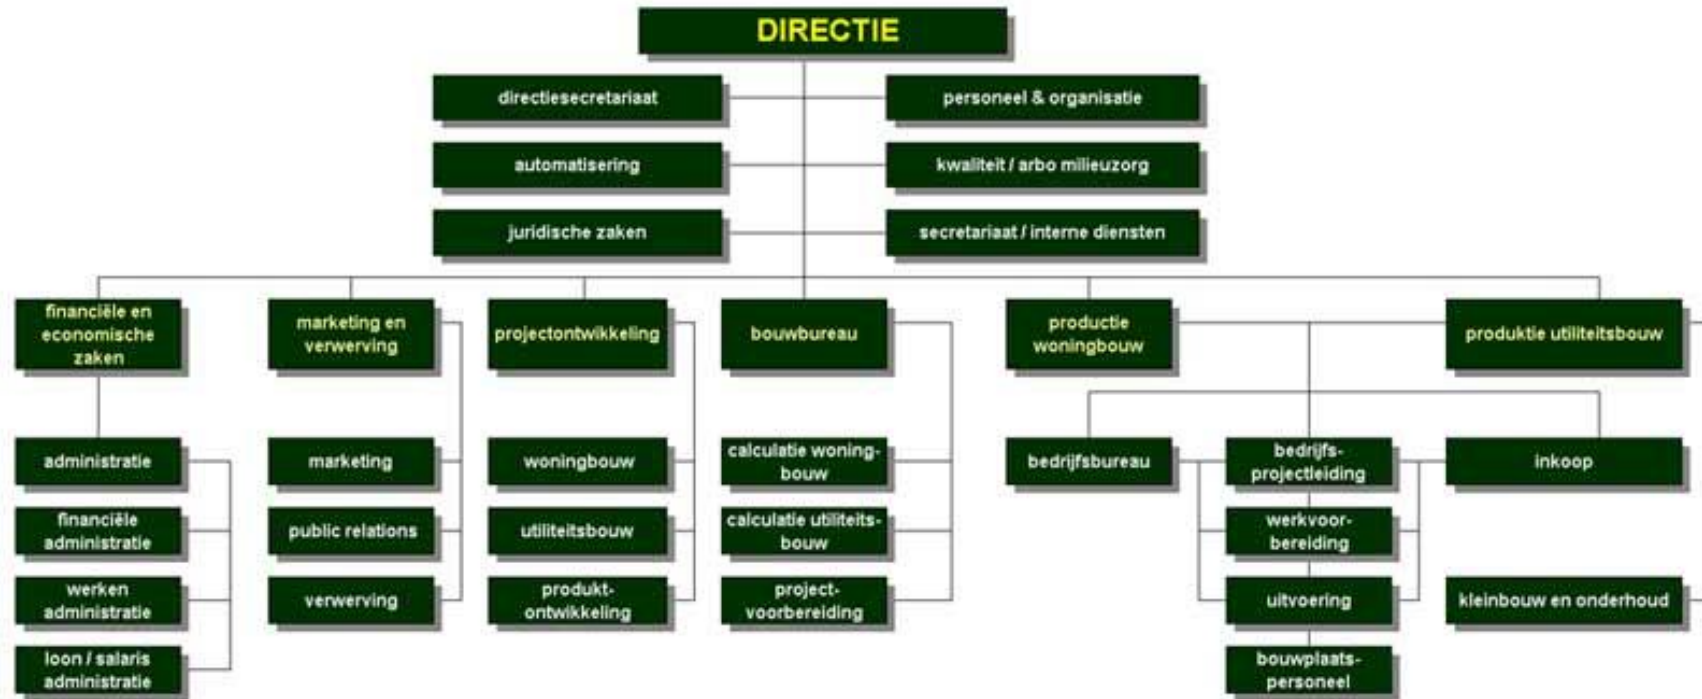 DIRECTIE
directiesecretariaat
personeel & organisatie
automatisering
kwaliteit / arbo milieuzorg
juridische zaken
secretariaat / interne diensten
financiële en
economische
zaken
marketing en
verwerving
projectontwikkeling
bouwbureau
productie
woningbouw
produktie utiliteitsbouw
administratie
marketing
woningbouw
calculatie woning-
bouw
bedrijfsbureau
bedrijfs-
projectleiding
inkoop
financiële
administratie
public relations
utiliteitsbouw
calculatie utiliteits-
bouw
werkvoor-
bereiding
werken
administratie
verwerving
produkt-
ontwikkeling
project-
voorbereiding
uitvoering
kleinbouw en onderhoud
loon / salaris
administratie
bouwplaats-
personeel